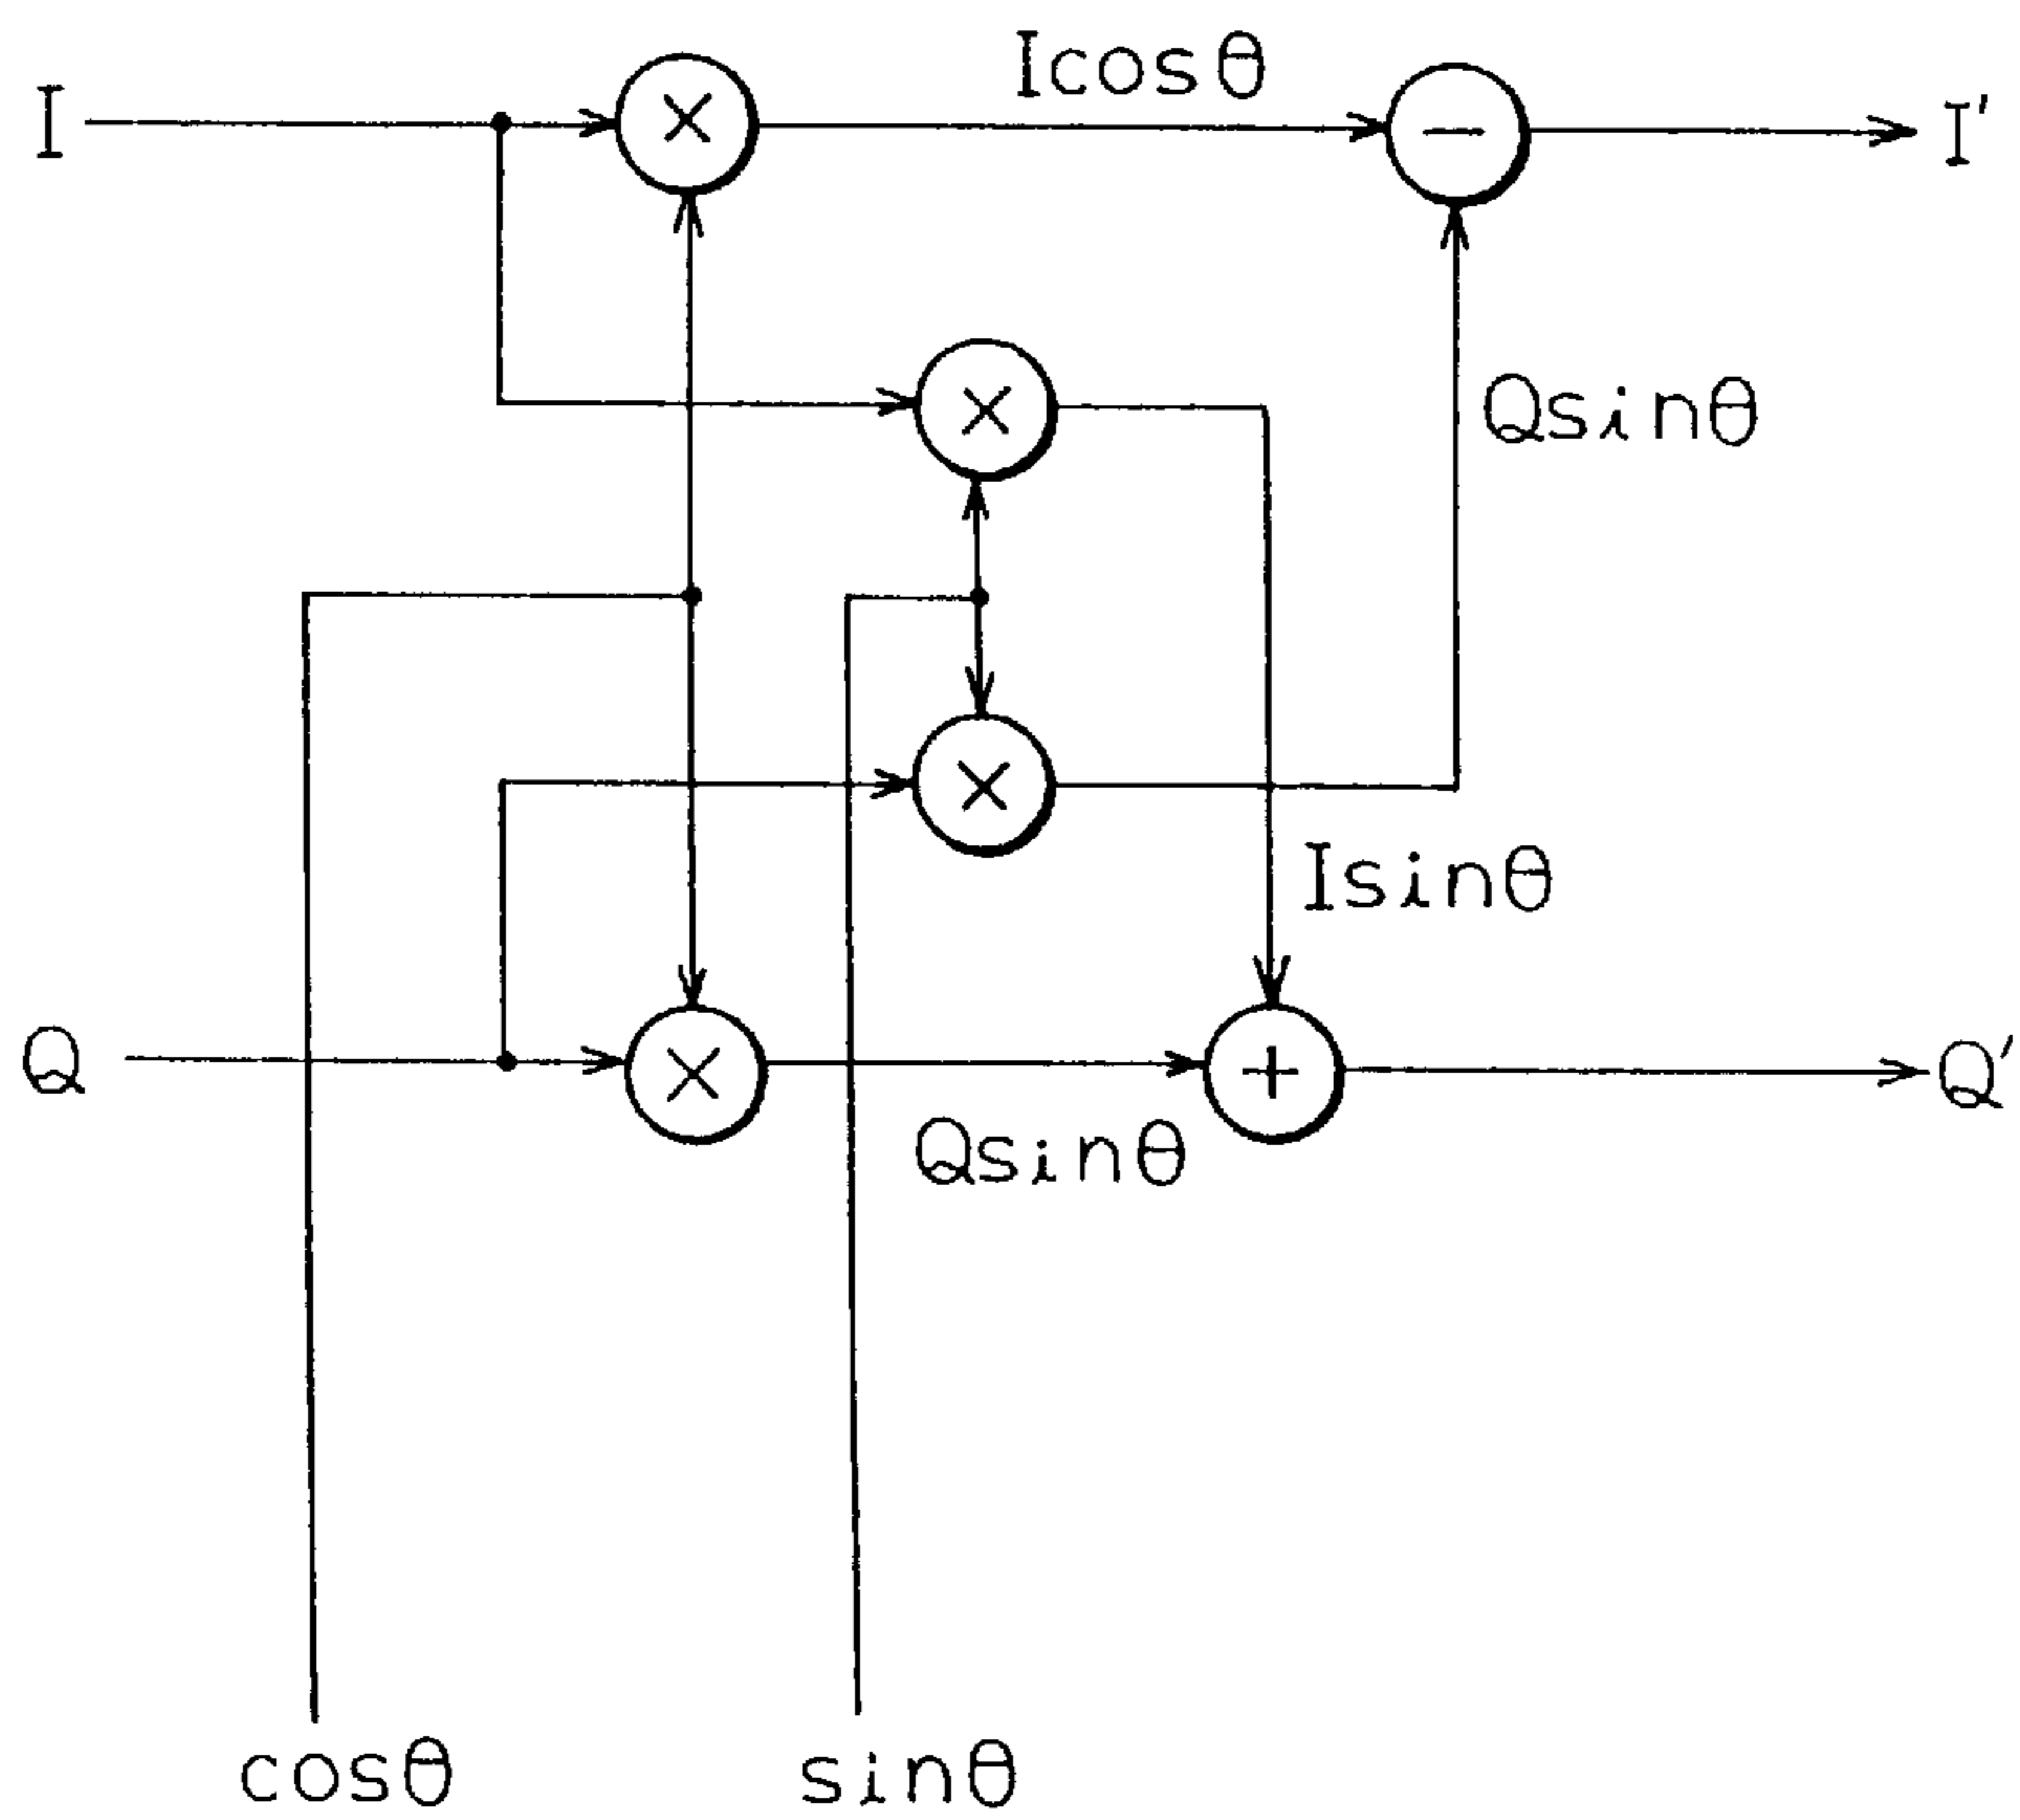 I
Icosθ
I'
Qsinθ
Isinθ
Q
Q'
Qsinθ
cosθ
sinθ